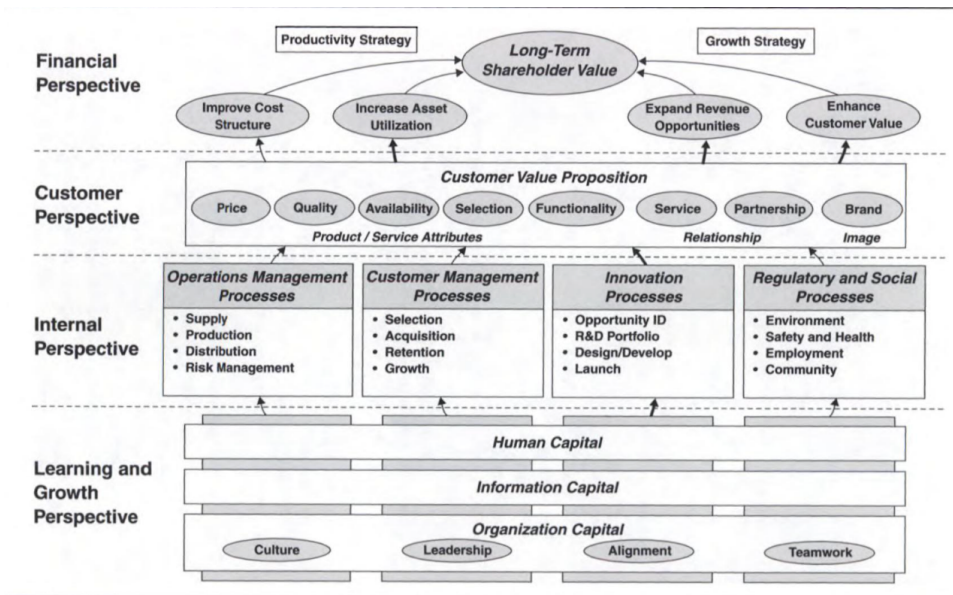 Financial
Perspective
Productivity Strategy
Long-Term
Shareholder Value
Growth Strategy
Improve Cost
Structure
Increase Asset
Utilization
Expand Revenue
Opportunities
Enhance
Customer Value
Customer
Perspective
Customer Value Proposition
Price
Quality
Availability
Selection
Functionality
Service
Partnership
Brand
Product / Service Attributes
Relationship
Image
Internal
Perspective
Operations Management
Processes
• Supply
• Production
• Distribution
• Risk Management
Customer Management
Processes
• Selection
• Acquisition
• Retention
• Growth
Innovation
Processes
• Opportunity ID
• R&D Portfolio
• Design/Develop
• Launch
Regulatory and Social
Processes
• Environment
• Safety and Health
• Employment
• Community
Learning and
Growth
Perspective
Human Capital
Information Capital
Organization Capital
Culture
Leadership
Alignment
Teamwork